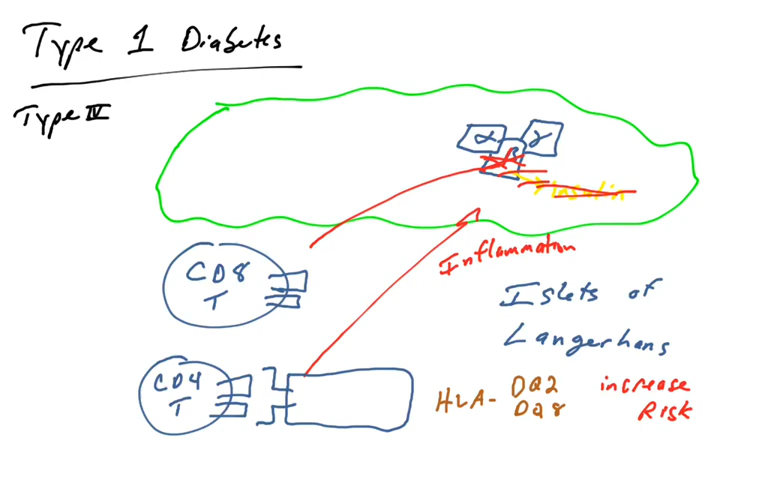 Type 1 Diabetes
Type IV
α β γ
Insulin
CD8
T
Inflammation
Islets of
Langerhans
CD4
T
HLA- DQ2 increase
DQ8 Risk